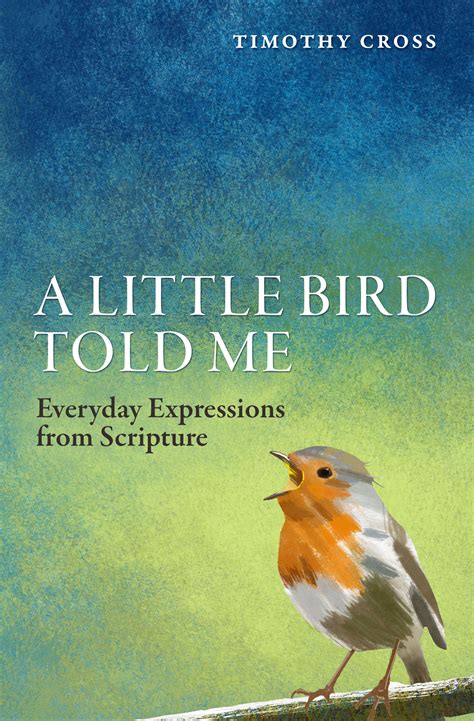 TIMOTHY CROSS
A LITTLE BIRD
TOLD ME
Everyday Expressions
from Scripture